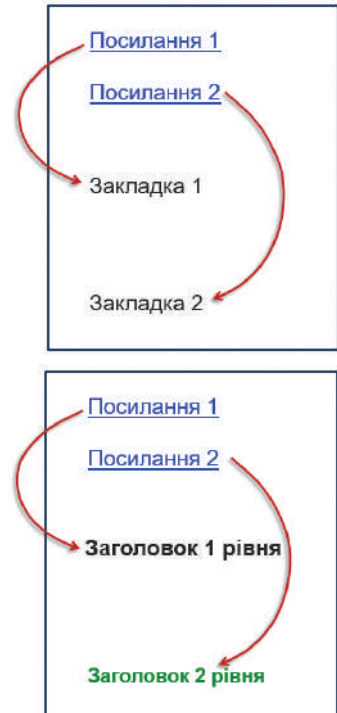 Посилання 1
Посилання 2
Закладка 1
Закладка 2
Посилання 1
Посилання 2
Заголовок 1 рівня
Заголовок 2 рівня